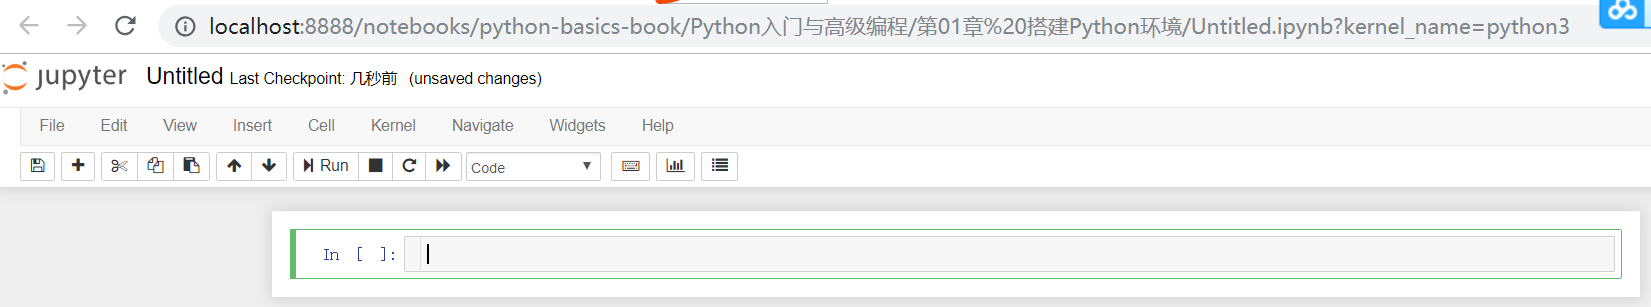 localhost:8888/notebooks/python-basics-book/Python入门与高级编程/第01章%20搭建Python环境/Untitled.ipynb?kernel_name=python3
jupyter Untitled Last Checkpoint: 几秒前 (unsaved changes)
File Edit View Insert Cell Kernel Navigate Widgets Help
Run Code
In [ ]: